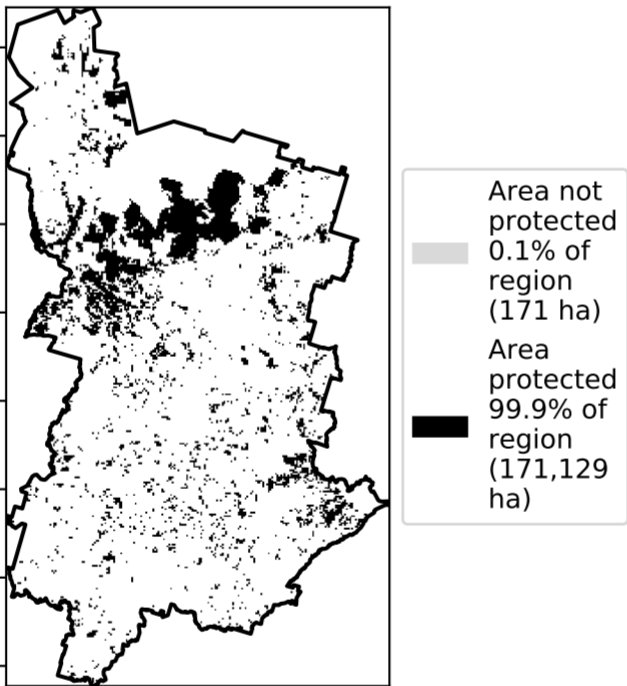 Area not
protected
0.1% of
region
(171 ha)
Area
protected
99.9% of
region
(171,129
ha)